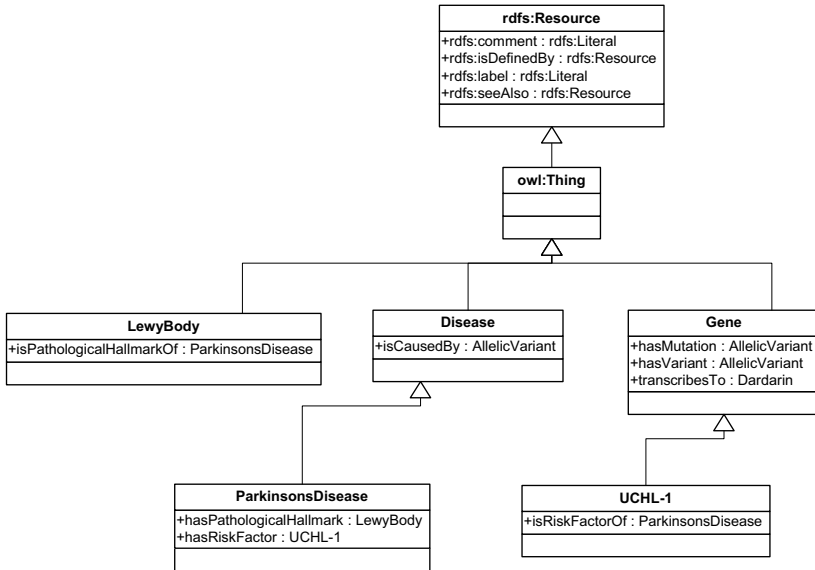 rdfs:Resource
+rdfs:comment : rdfs:Literal
+rdfs:isDefinedBy : rdfs:Resource
+rdfs:label : rdfs:Literal
+rdfs:seeAlso : rdfs:Resource
owl:Thing
LewyBody
+isPathologicalHallmarkOf : ParkinsonsDisease
Disease
+isCausedBy : AllelicVariant
Gene
+hasMutation : AllelicVariant
+hasVariant : AllelicVariant
+transcribesTo : Dardarin
ParkinsonsDisease
+hasPathologicalHallmark : LewyBody
+hasRiskFactor : UCHL-1
UCHL-1
+isRiskFactorOf : ParkinsonsDisease